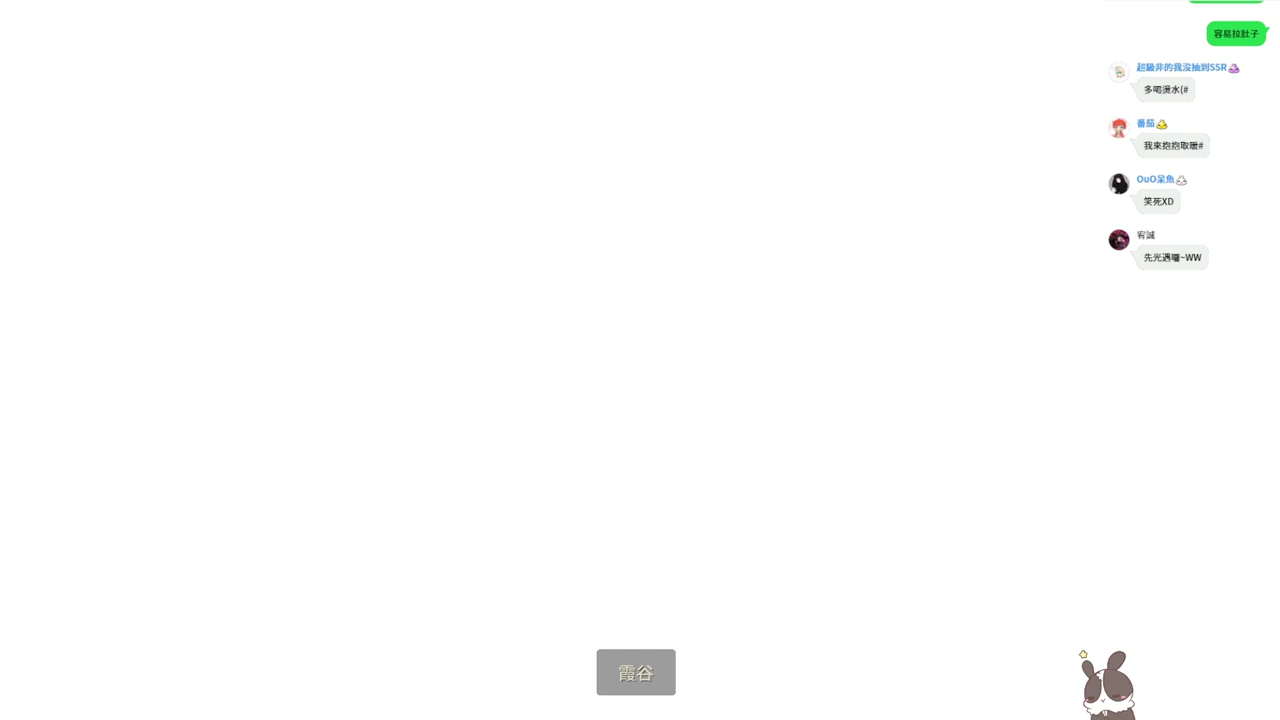 容易拉肚子
超級非的我沒抽到SSR
多喝燙水(#
番茄
我來抱抱取暖#
OuO呆魚
笑死XD
宥誠
先光遇囉~WW
霞谷